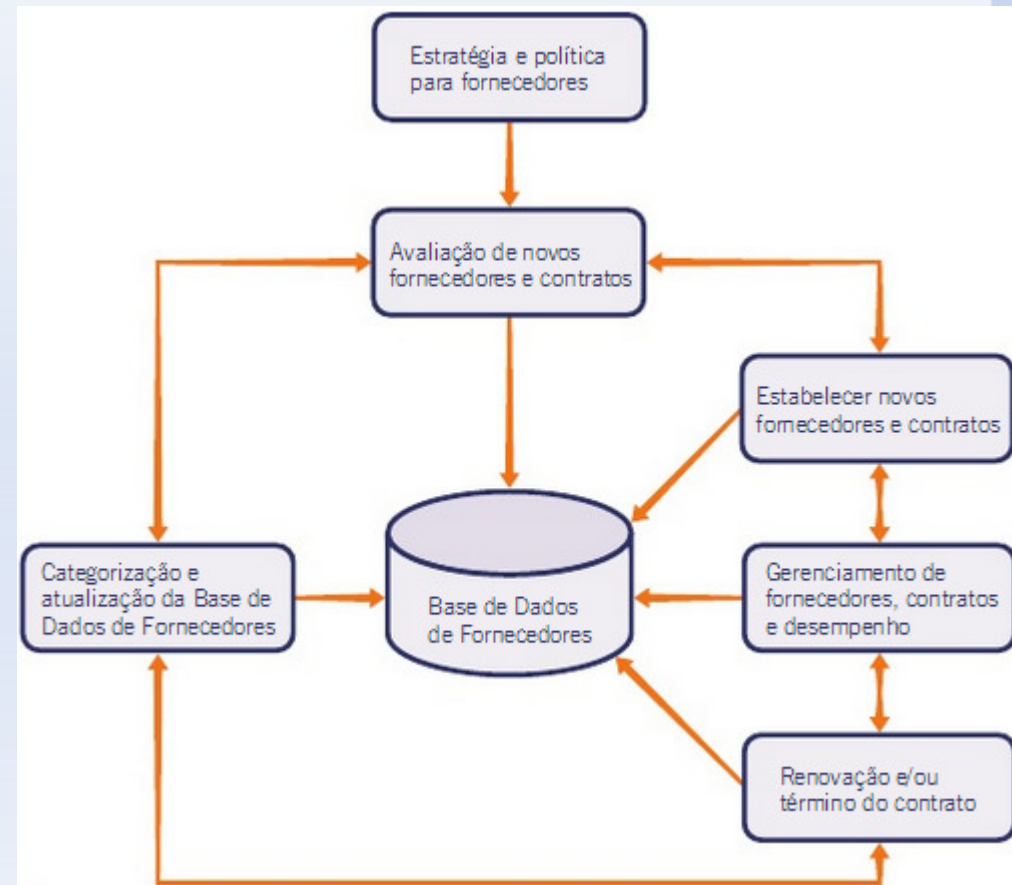 Estratégia e política
para fornecedores
Avaliação de novos
fornecedores e contratos
Estabelecer novos
fornecedores e contratos
Categorização e
atualização da Base de
Dados de Fornecedores
Base de Dados
de Fornecedores
Gerenciamento de
fornecedores, contratos
e desempenho
Renovação e/ou
término do contrato